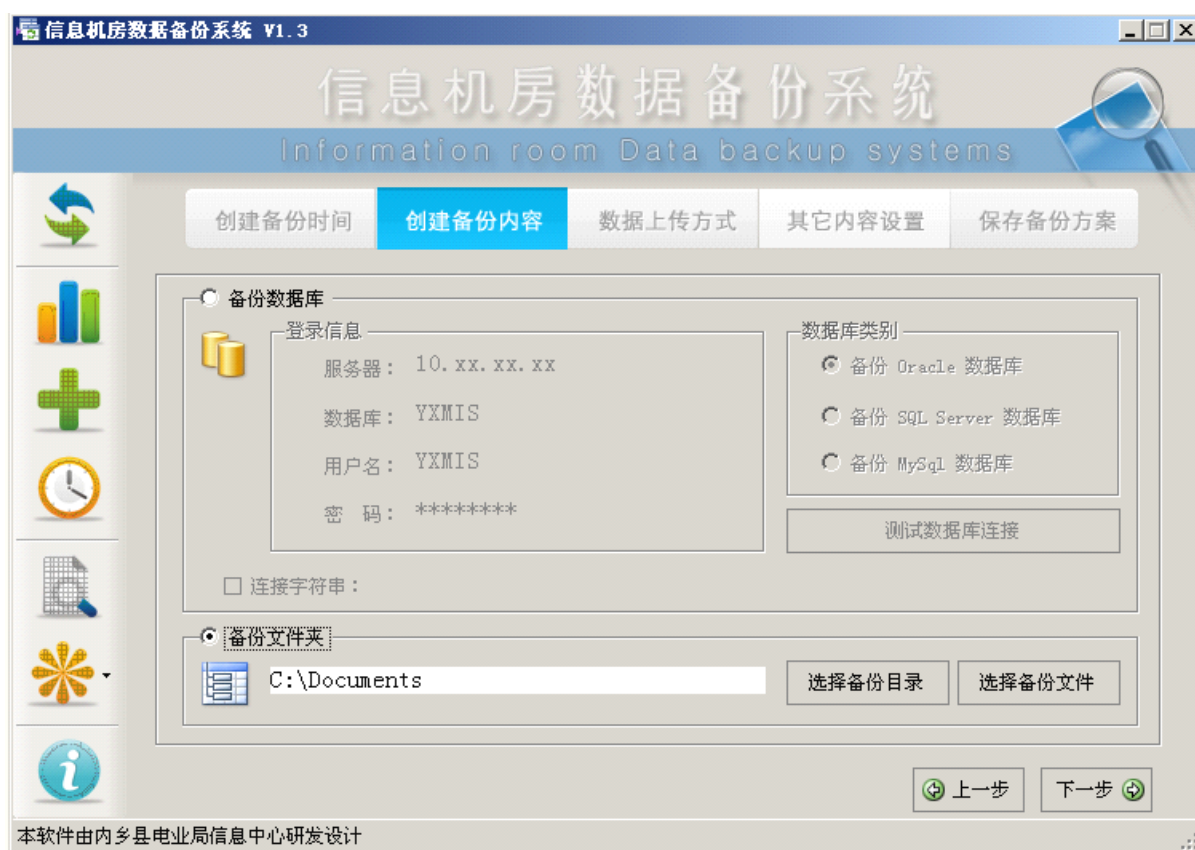 信息机房数据备份系统 V1.3
信息机房数据备份系统
Information room Data backup systems
创建备份时间 创建备份内容 数据上传方式 其它内容设置 保存备份方案
备份数据库
登录信息 数据库类别
服务器: 10.xx.xx.xx 备份 Oracle 数据库
数据库: YXMIS 备份 SQL Server 数据库
用户名: YXMIS 备份 MySql 数据库
密 码: ********
测试数据库连接
连接字符串:
备份文件夹
C:\Documents 选择备份目录 选择备份文件
上一步 下一步
本软件由内乡县电业局信息中心研发设计